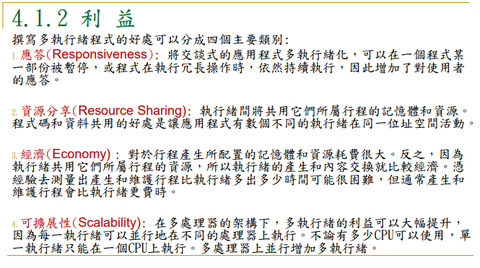 4.1.2 利 益
撰寫多執行緒程式的好處可以分成四個主要類別:
1.應答(Responsiveness): 將交談式的應用程式多執行緒化，可以在一個程式某
一部份被暫停，或程式在執行冗長操作時，依然持續執行，因此增加了對使用者
的應答。
2.資源分享(Resource Sharing): 執行緒間將共用它們所屬行程的記憶體和資源。
程式碼和資料共用的好處是讓應用程式有數個不同的執行緒在同一位址空間活動。
3.經濟(Economy) : 對於行程產生所配置的記憶體和資源耗費很大。反之，因為
執行緒共用它們所屬行程的資源，所以執行緒的產生和內容交換就比較經濟。憑
經驗去測量出產生和維護行程比執行緒多出多少時間可能很困難，但通常產生和
維護行程會比執行緒更費時。
4.可擴展性(Scalability): 在多處理器的架構下，多執行緒的利益可以大幅提升，
因為每一執行緒可以並行地在不同的處理器上執行。不論有多少CPU可以使用，單
一執行緒只能在一個CPU上執行。多處理器上並行增加多執行緒。